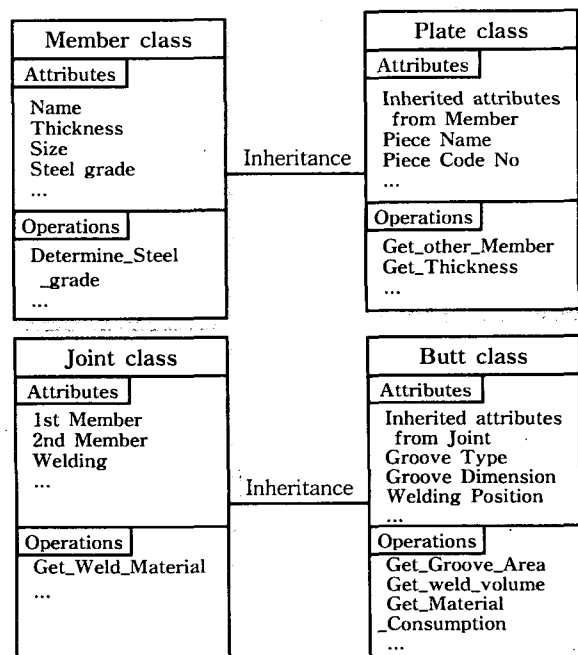 Member class
Attributes
Name
Thickness
Size
Steel grade
...
Operations
Determine_Steel
_grade
...
Inheritance
Plate class
Attributes
Inherited attributes
from Member
Piece Name
Piece Code No
...
Operations
Get_other_Member
Get_Thickness
...
Joint class
Attributes
1st Member
2nd Member
Welding
...
Operations
Get_Weld_Material
...
Inheritance
Butt class
Attributes
Inherited attributes
from Joint
Groove Type
Groove Dimension
Welding Position
...
Operations
Get_Groove_Area
Get_weld_volume
Get_Material
_Consumption
...